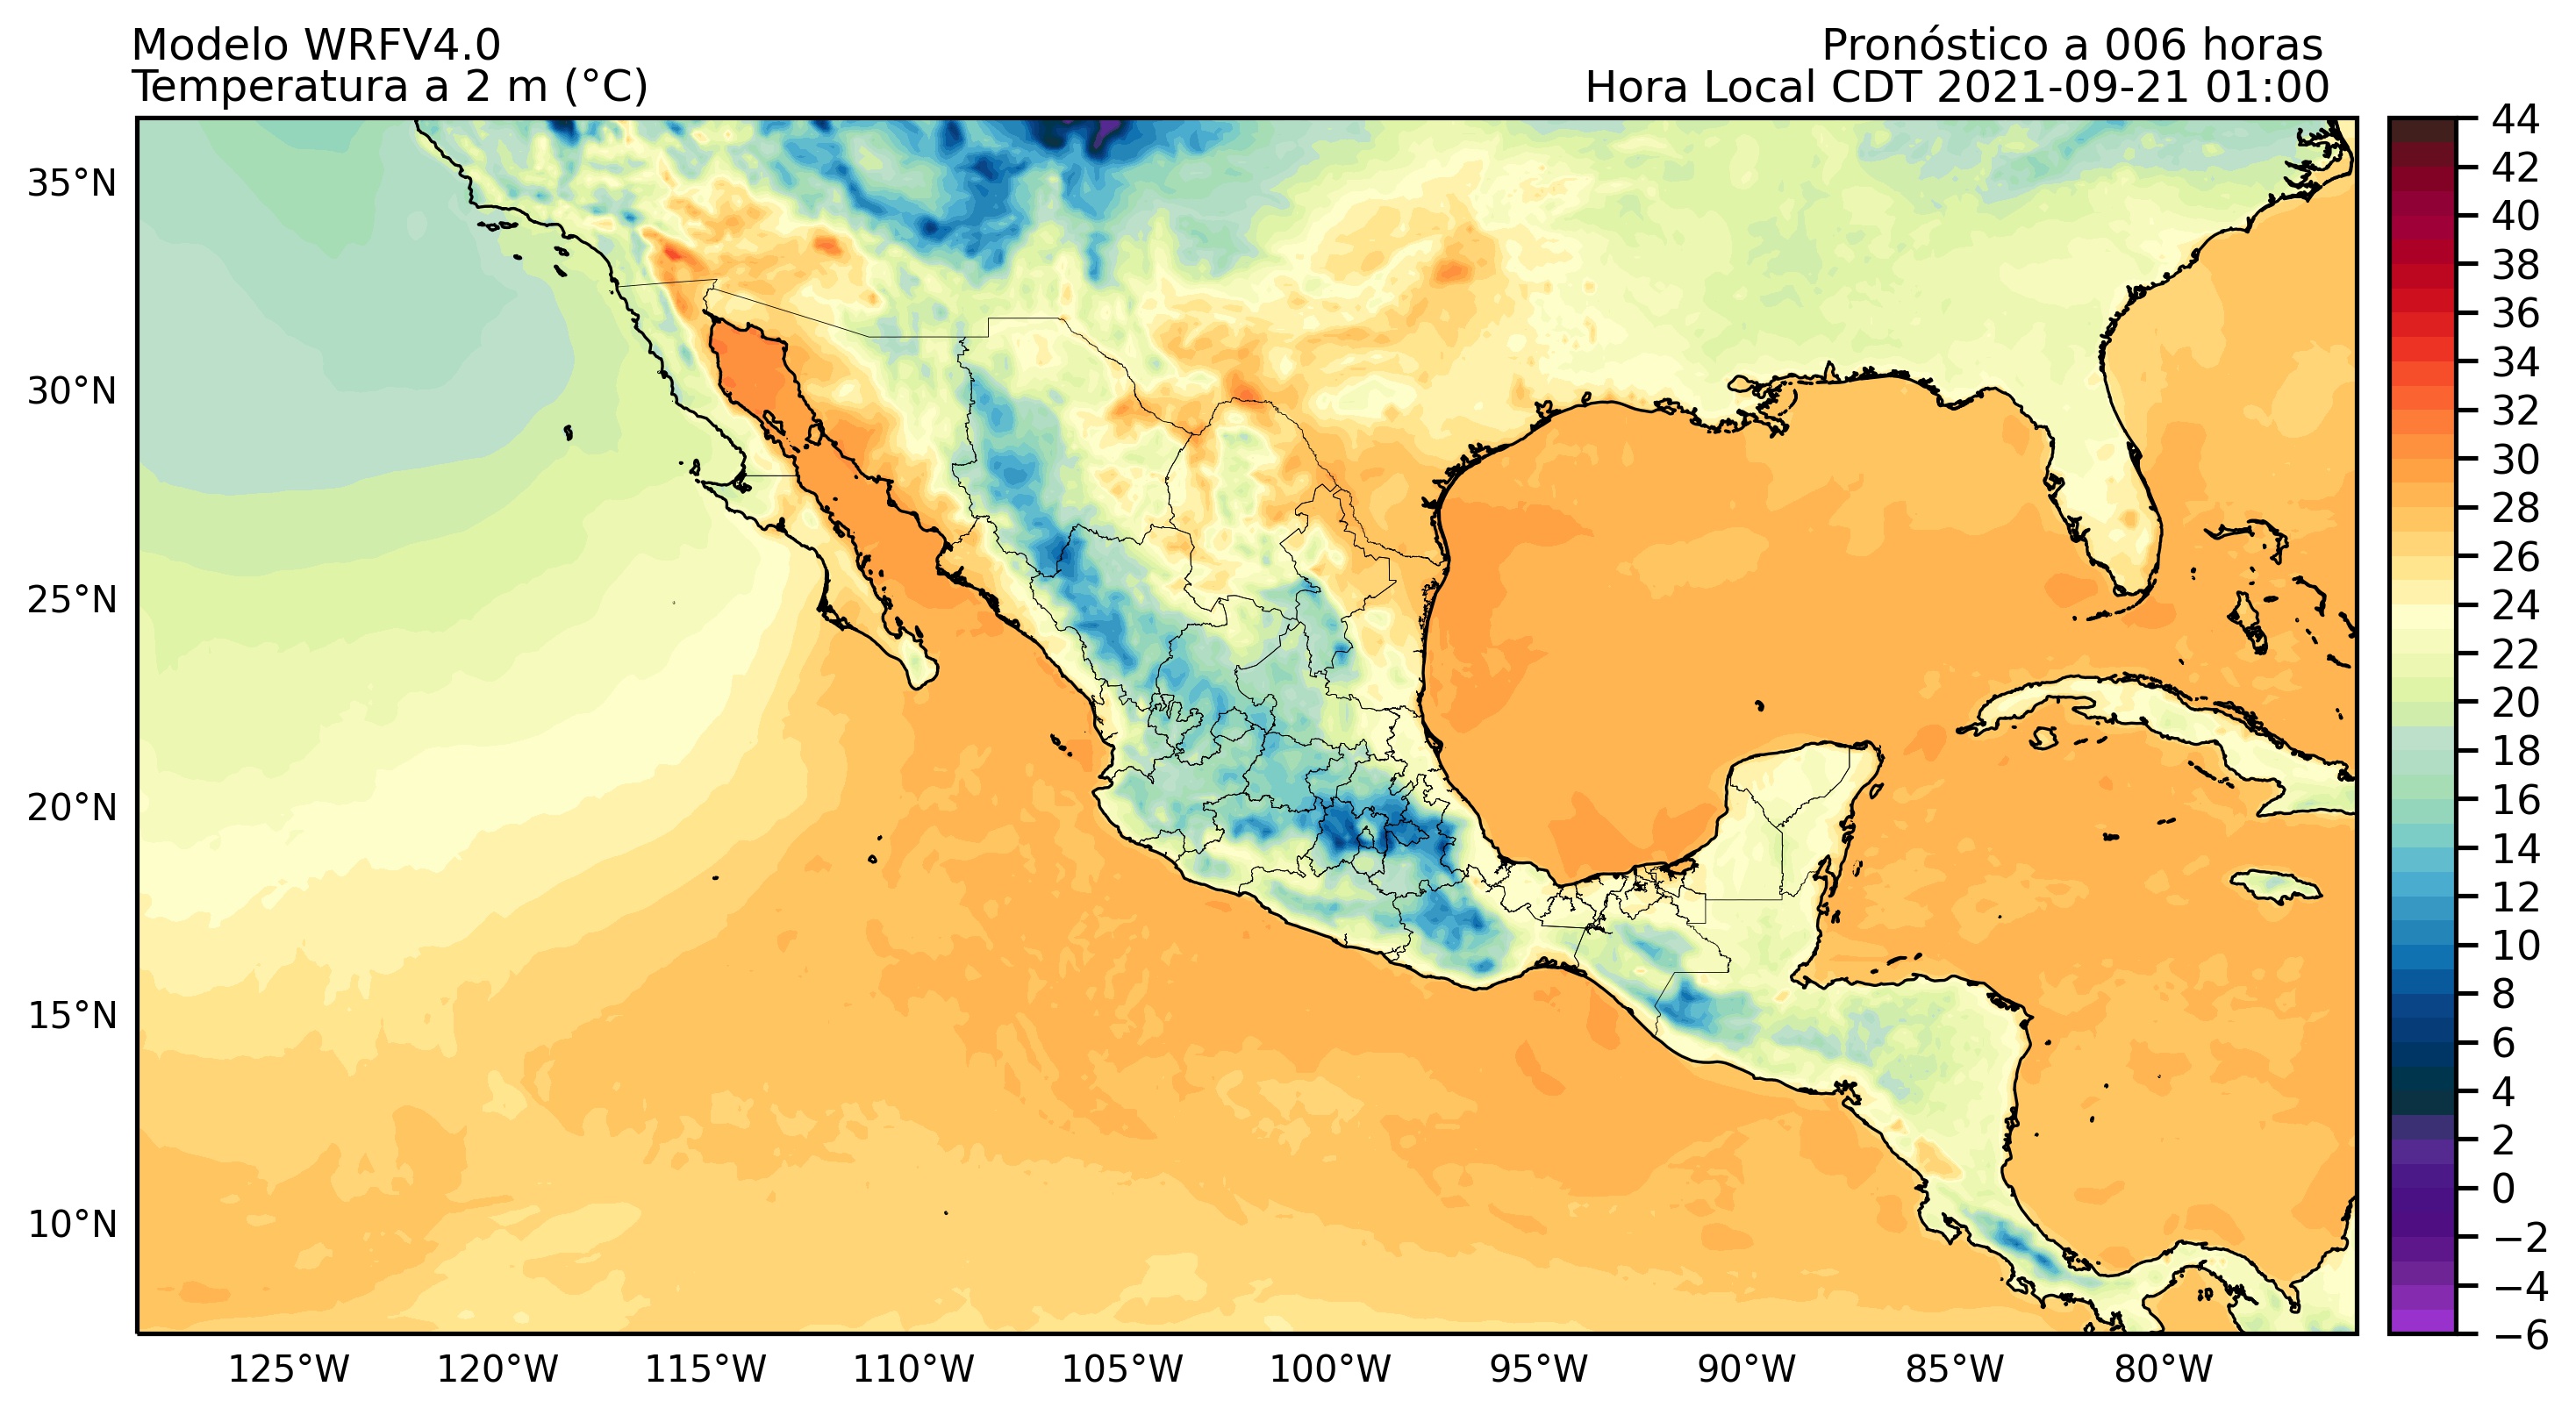 Modelo WRFV4.0
Temperatura a 2 m (°C)
Pronóstico a 006 horas
Hora Local CDT 2021-09-21 01:00
35°N
30°N
25°N
20°N
15°N
10°N
125°W
120°W
115°W
110°W
105°W
100°W
95°W
90°W
85°W
80°W
44
42
40
38
36
34
32
30
28
26
24
22
20
18
16
14
12
10
8
6
4
2
0
−2
−4
−6